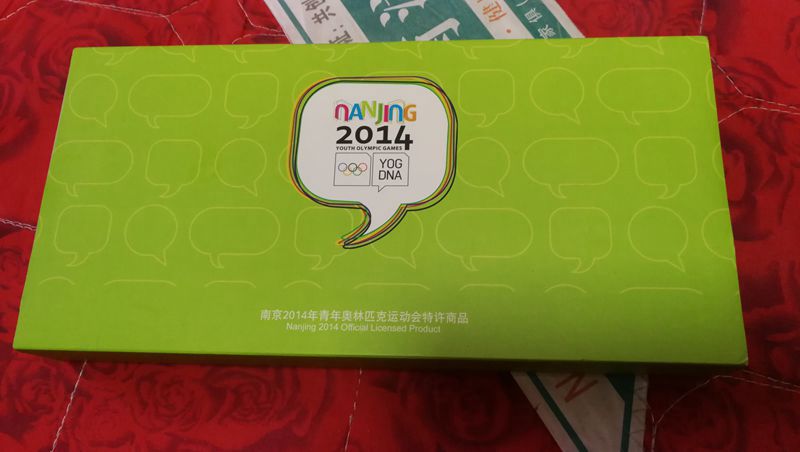 NANJING
2014
YOUTH OLYMPIC GAMES
YOG
DNA
南京2014年青年奥林匹克运动会特许商品
Nanjing 2014 Official Licensed Product